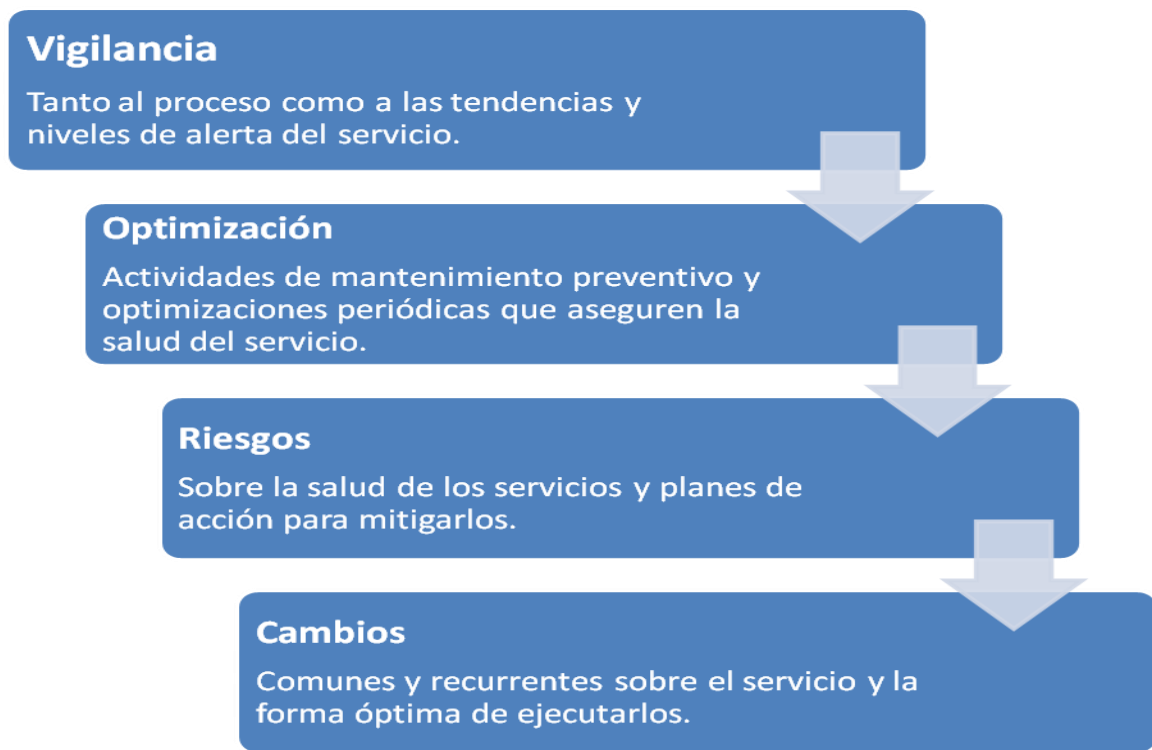 Vigilancia
Tanto al proceso como a las tendencias y
niveles de alerta del servicio.
Optimización
Actividades de mantenimiento preventivo y
optimizaciones periódicas que aseguren la
salud del servicio.
Riesgos
Sobre la salud de los servicios y planes de
acción para mitigarlos.
Cambios
Comunes y recurrentes sobre el servicio y la
forma óptima de ejecutarlos.